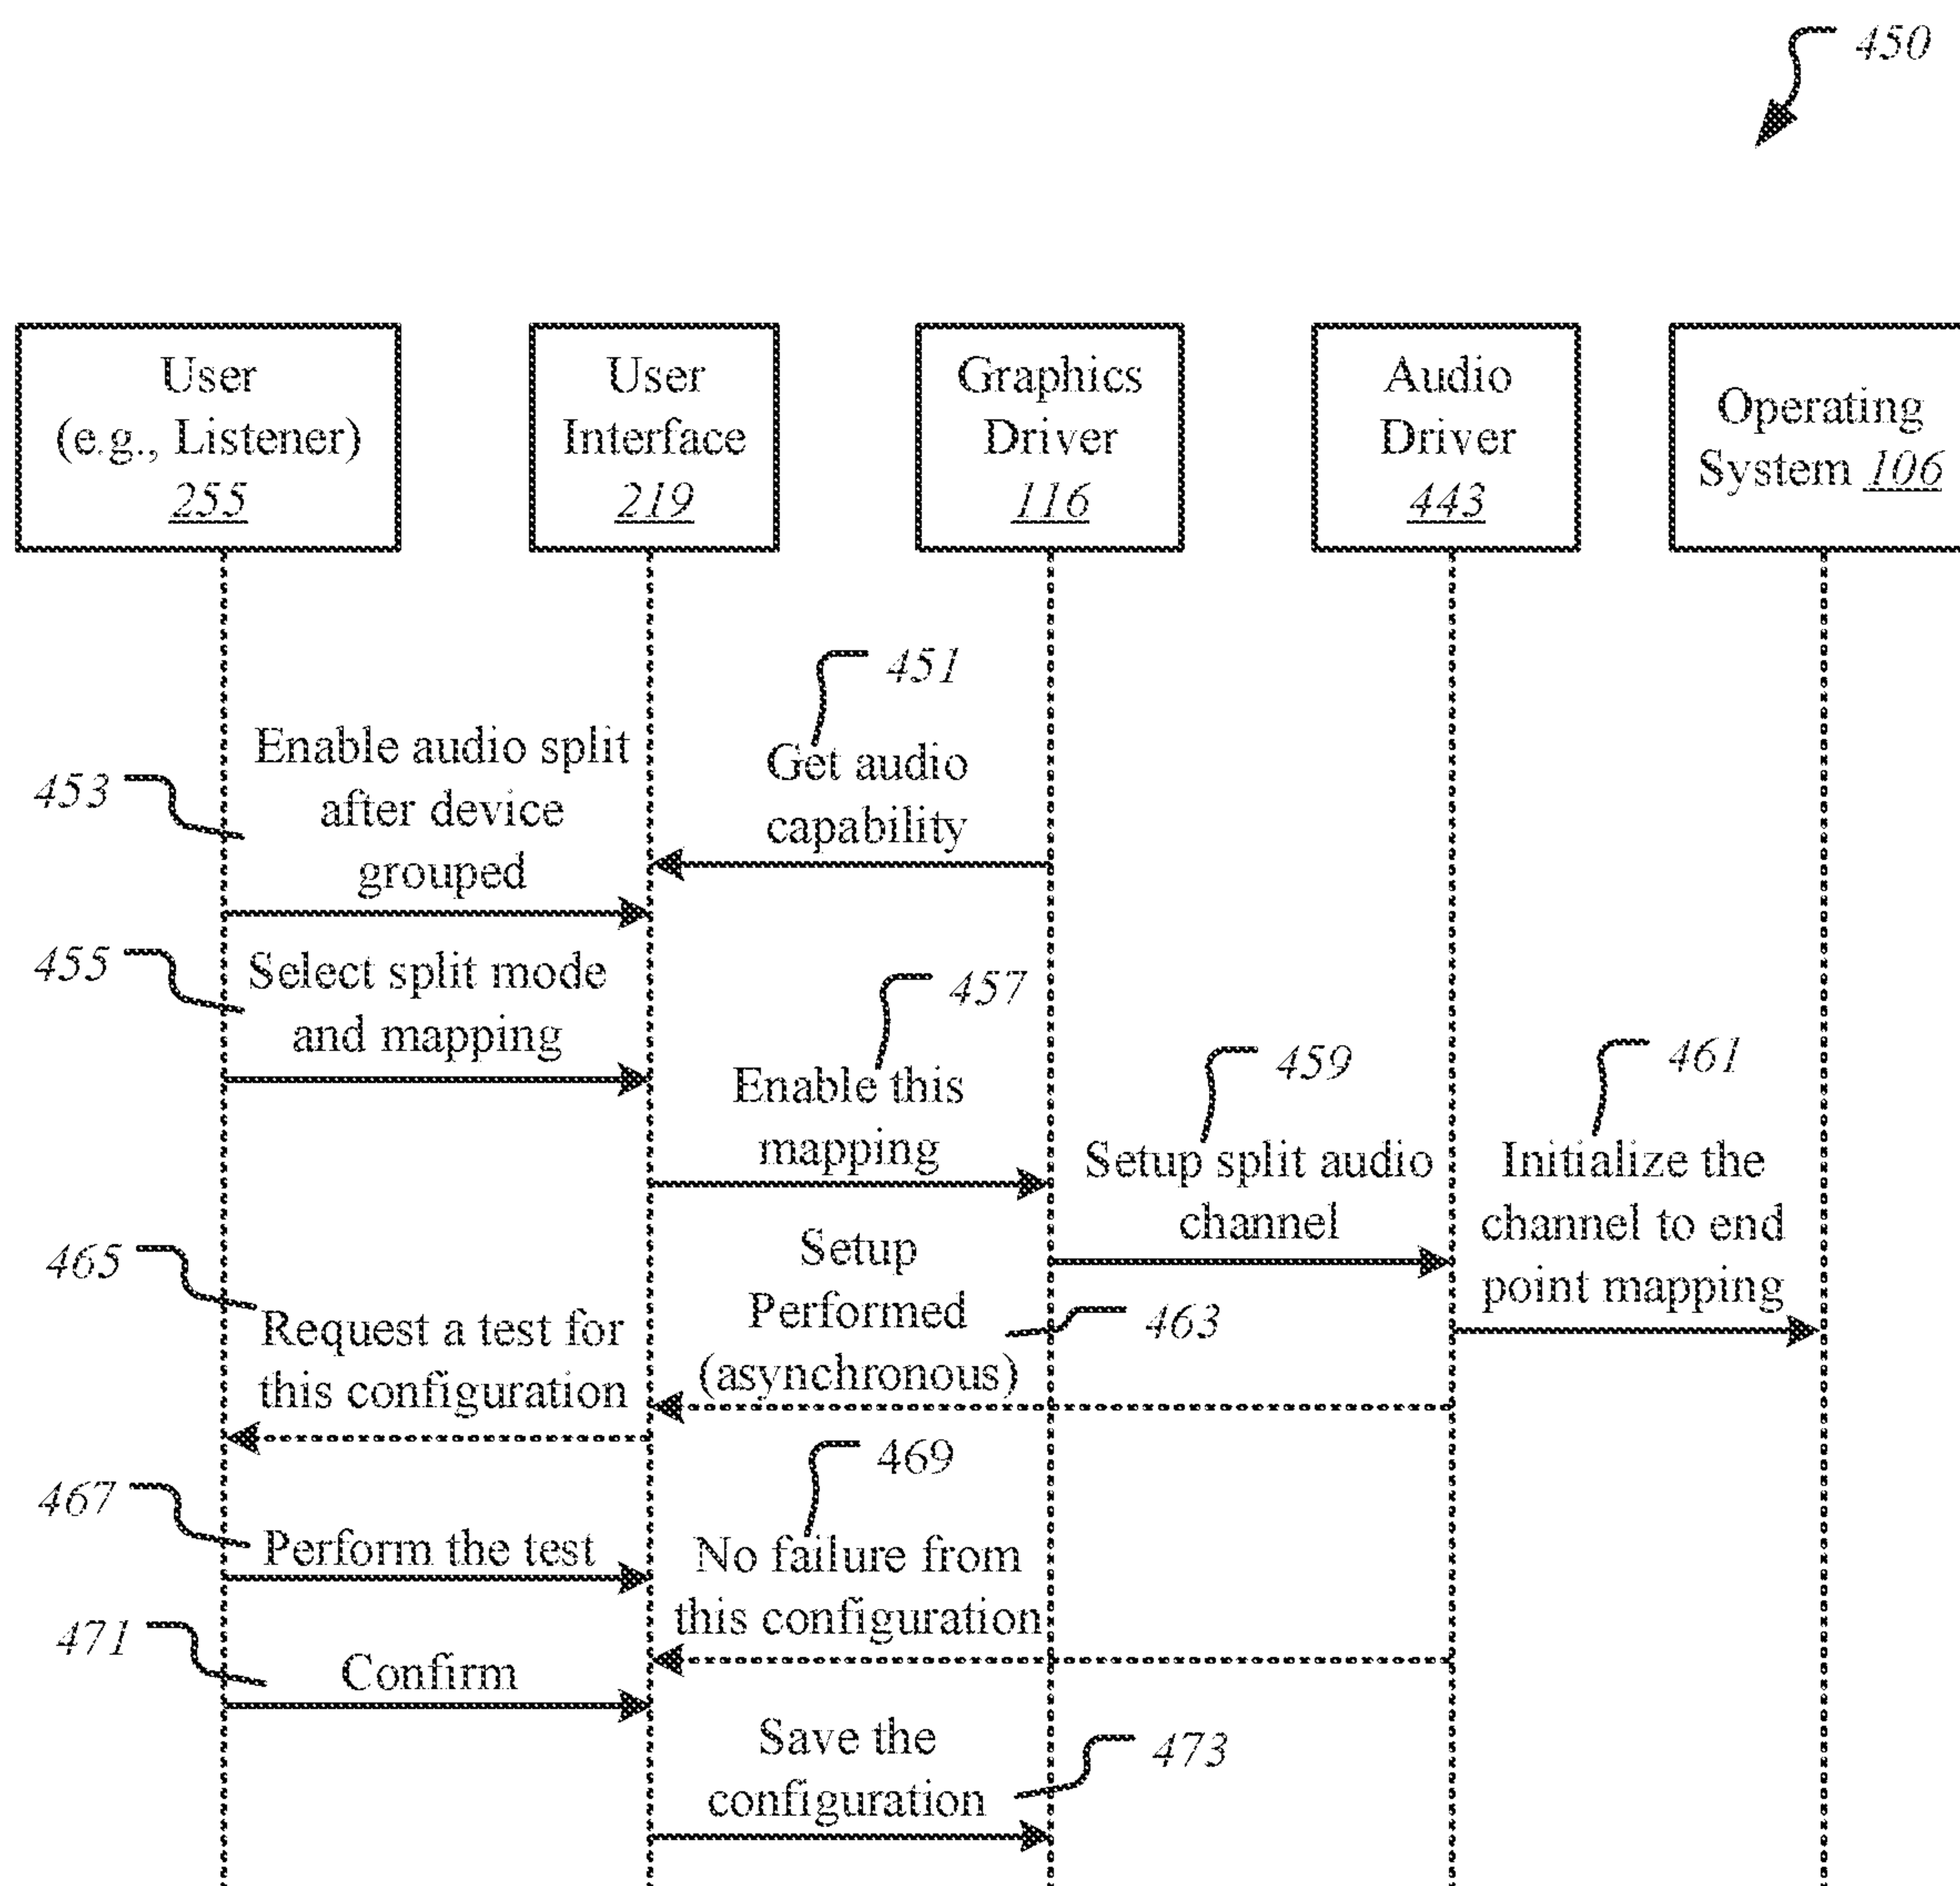 450
User
(e.g., Listener)
255
User
Interface
219
Graphics
Driver
116
Audio
Driver
443
Operating
System 106
451
Get audio
capability
453
Enable audio split
after device
grouped
455
Select split mode
and mapping
457
Enable this
mapping
459
Setup split audio
channel
461
Initialize the
channel to end
point mapping
463
Setup
Performed
(asynchronous)
465
Request a test for
this configuration
467
Perform the test
469
No failure from
this configuration
471
Confirm
473
Save the
configuration